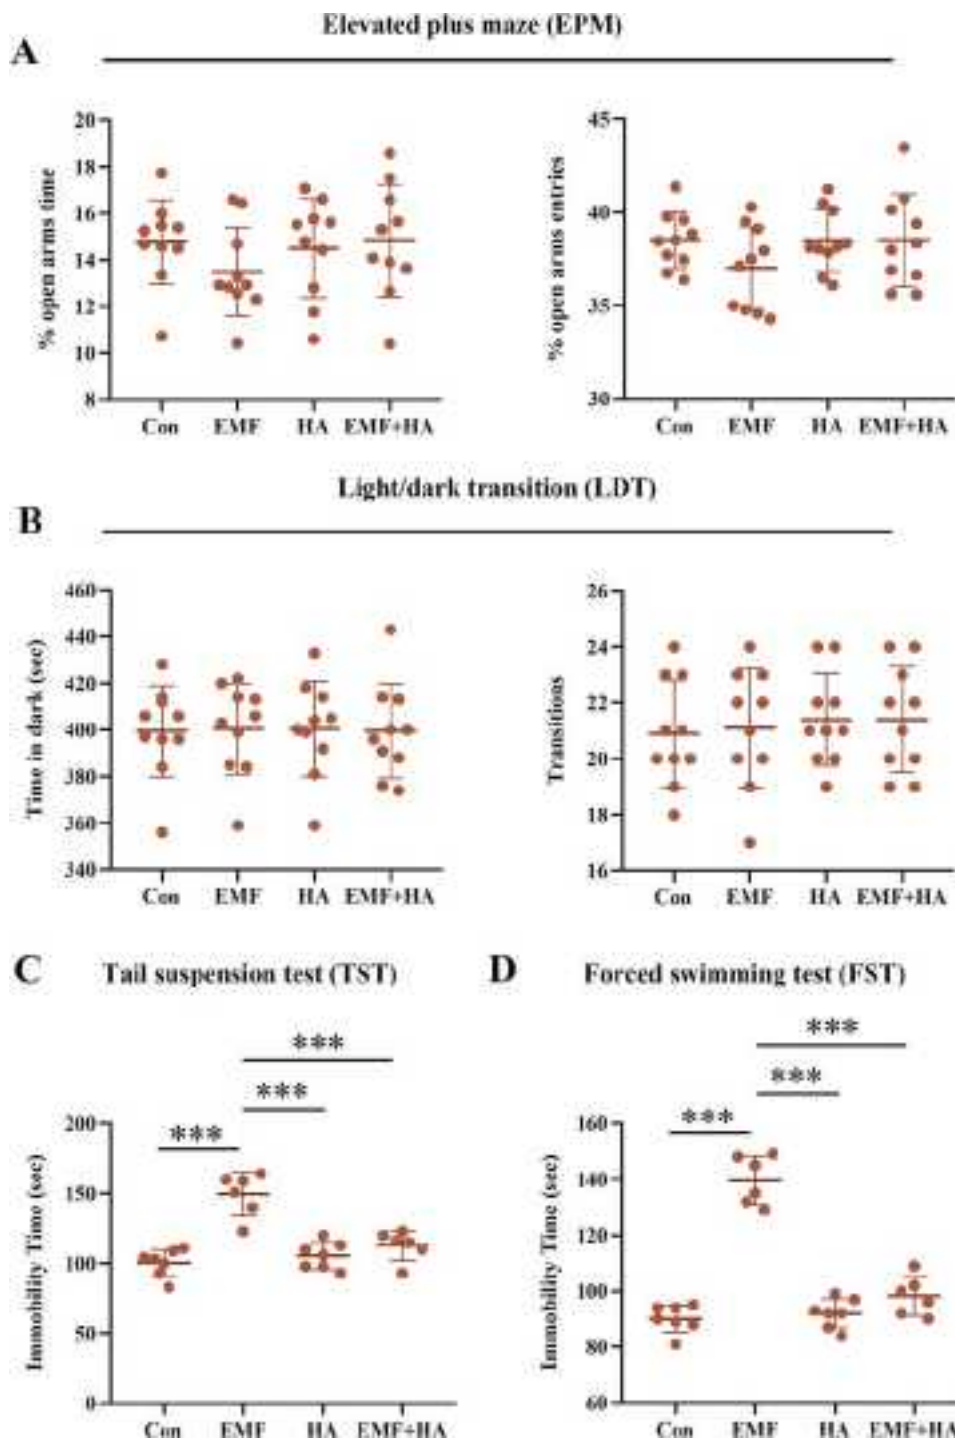 Elevated plus maze (EPM)
A
% open arms time
20
18
16
14
12
10
8
Con EMF HA EMF+HA
% open arms entries
45
40
35
30
Con EMF HA EMF+HA
Light/dark transition (LDT)
B
Time in dark (sec)
460
440
420
400
380
360
340
Con EMF HA EMF+HA
Transitions
26
24
22
20
18
16
Con EMF HA EMF+HA
C Tail suspension test (TST)
***
***
***
Immobility Time (sec)
200
150
100
50
0
Con EMF HA EMF+HA
D Forced swimming test (FST)
***
***
***
Immobility Time (sec)
160
140
120
100
80
60
Con EMF HA EMF+HA